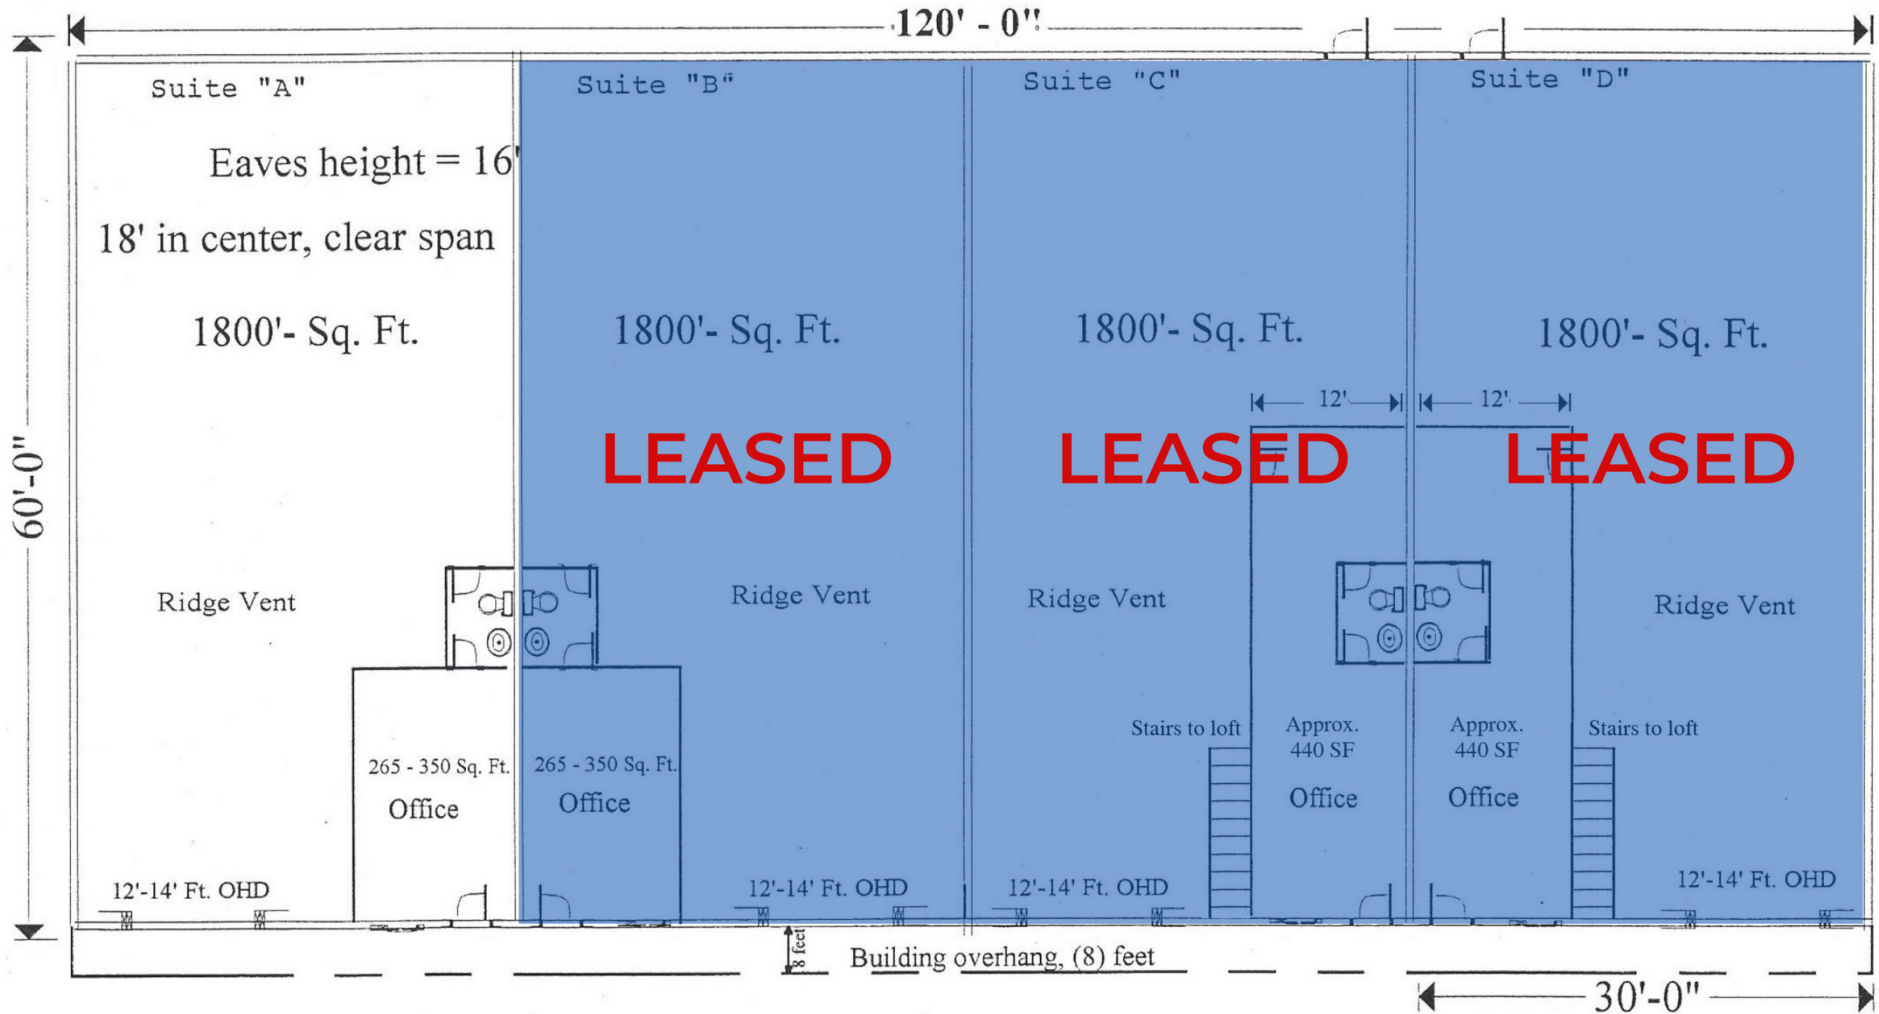 120' - 0"
Suite "A"
Suite "B"
Suite "C"
Suite "D"
Eaves height = 16'
18' in center, clear span
1800'- Sq. Ft.
1800'- Sq. Ft.
1800'- Sq. Ft.
1800'- Sq. Ft.
12'
12'
LEASED
LEASED
LEASED
60'-0"
Ridge Vent
Ridge Vent
Ridge Vent
Ridge Vent
Stairs to loft
Approx.
440 SF
Office
Approx.
440 SF
Office
Stairs to loft
265 - 350 Sq. Ft.
Office
265 - 350 Sq. Ft.
Office
12'-14' Ft. OHD
12'-14' Ft. OHD
12'-14' Ft. OHD
12'-14' Ft. OHD
8 feet
Building overhang, (8) feet
30'-0"